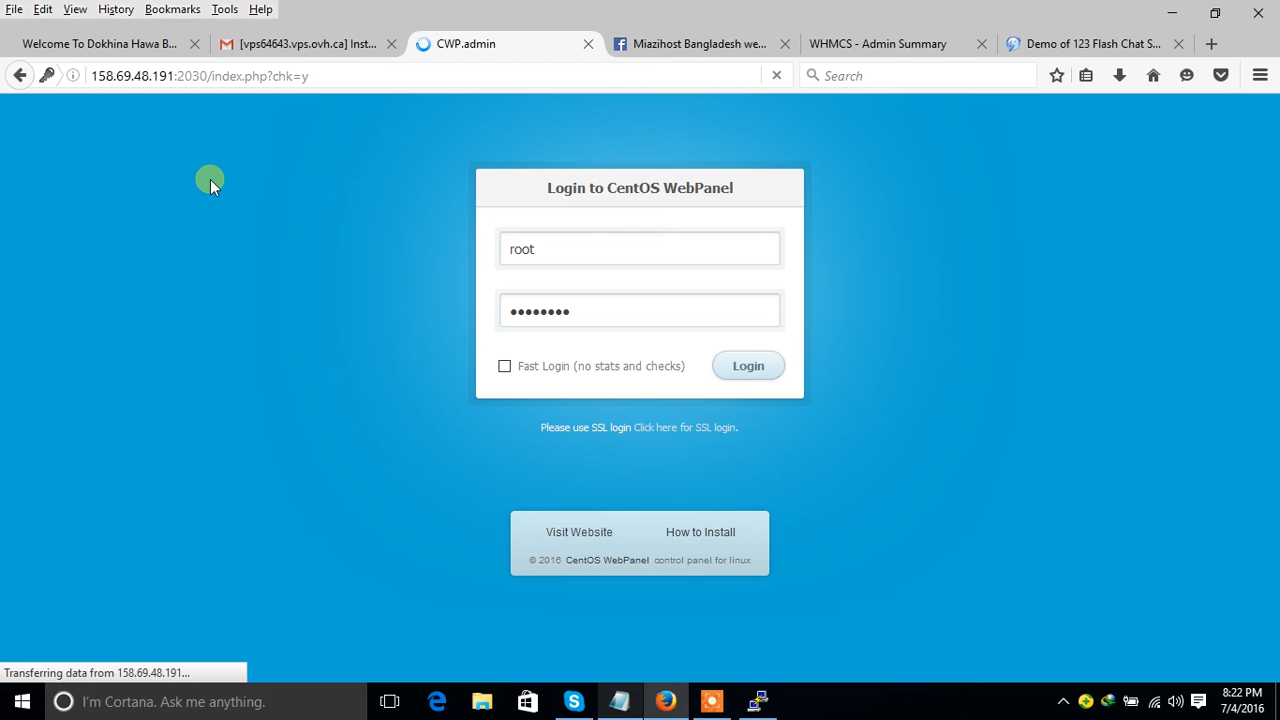 File Edit View History Bookmarks Tools Help
Welcome To Dokhina Hawa B...
[vps64643.vps.ovh.ca] Inst...
CWP.admin
Miazihost Bangladesh we...
WHMCS - Admin Summary
Demo of 123 Flash Chat S...
158.69.48.191:2030/index.php?chk=y
Search
Login to CentOS WebPanel
root
Fast Login (no stats and checks)
Login
Please use SSL login Click here for SSL login.
Visit Website
How to Install
© 2016 CentOS WebPanel control panel for linux
Transferring data from 158.69.48.191...
I'm Cortana. Ask me anything.
8:22 PM
7/4/2016